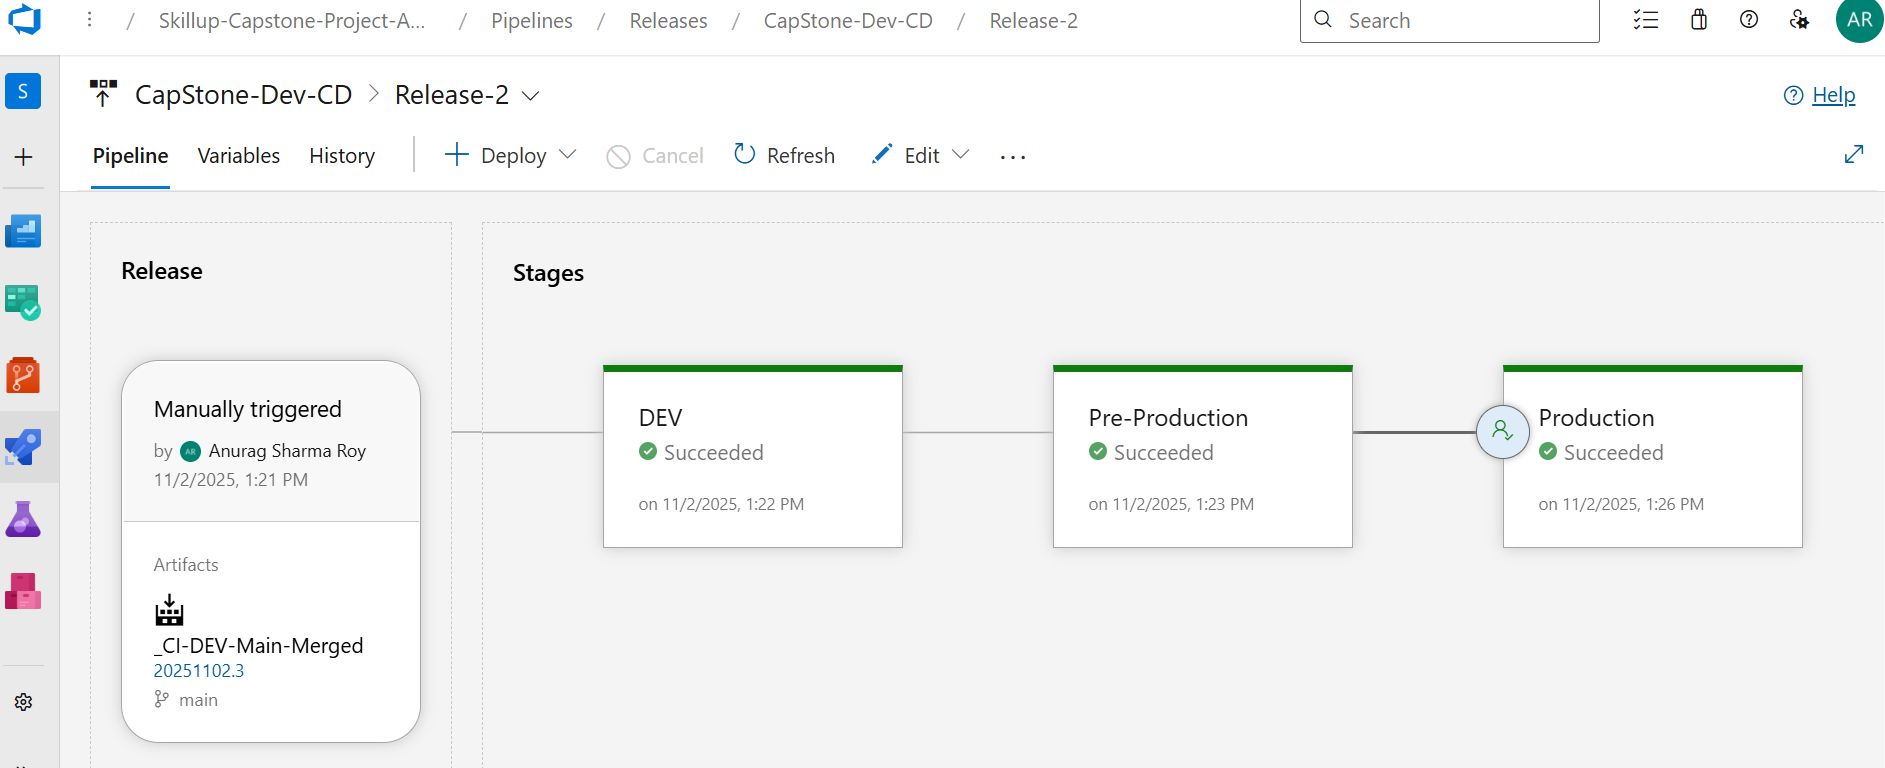 / Skillup-Capstone-Project-A... / Pipelines / Releases / CapStone-Dev-CD / Release-2
Search
AR
S
CapStone-Dev-CD > Release-2
Help
Pipeline Variables History Deploy Cancel Refresh Edit ...
Release
Stages
Manually triggered
by AR Anurag Sharma Roy
11/2/2025, 1:21 PM
Artifacts
_CI-DEV-Main-Merged
20251102.3
main
DEV
Succeeded
on 11/2/2025, 1:22 PM
Pre-Production
Succeeded
on 11/2/2025, 1:23 PM
Production
Succeeded
on 11/2/2025, 1:26 PM